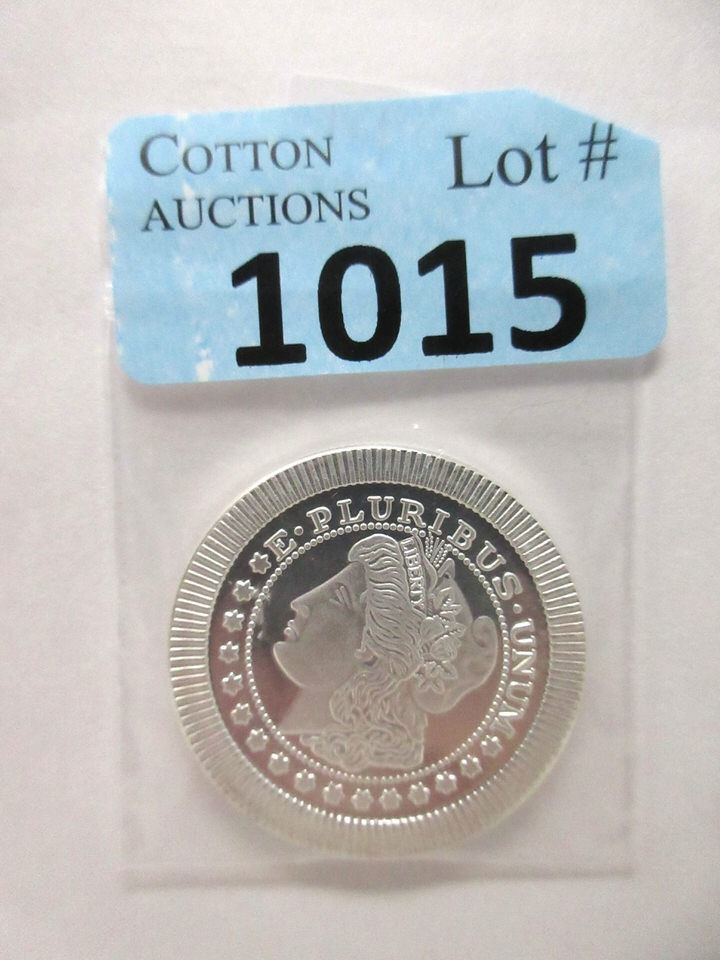 COTTON
AUCTIONS
Lot #
1015
E·PLURIBUS·UNUM
LIBERTY